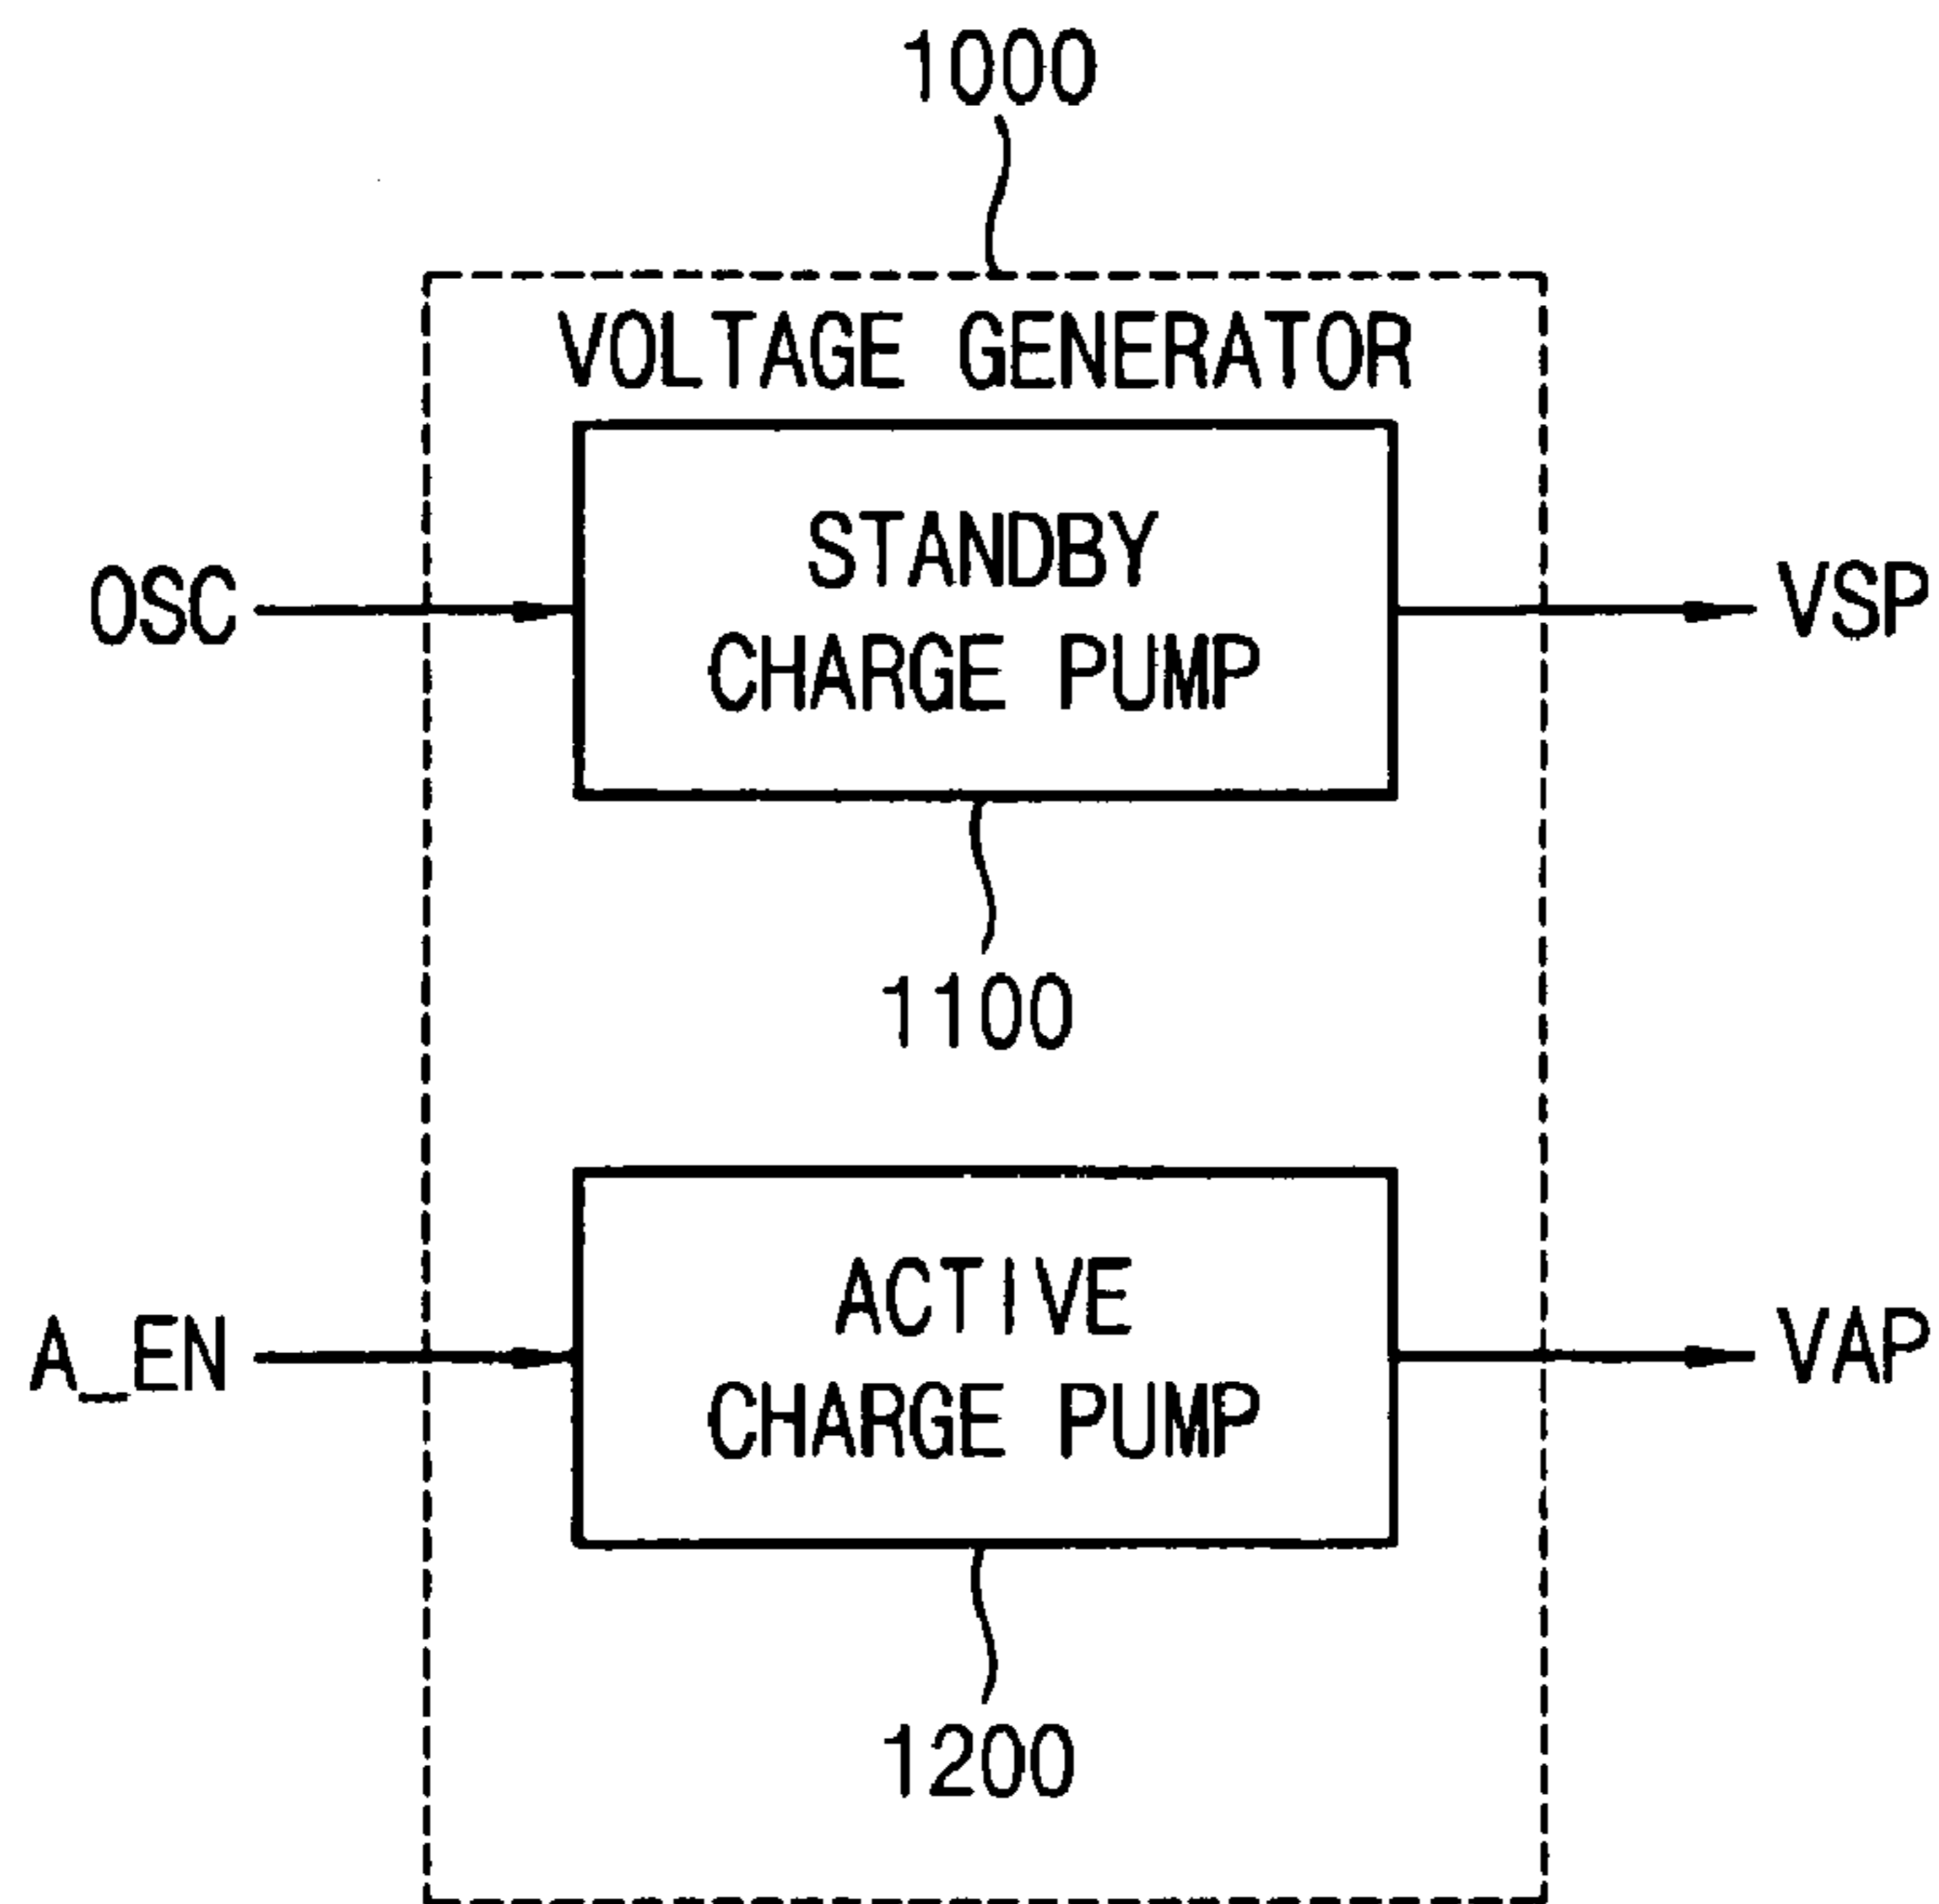 1000
VOLTAGE GENERATOR
STANDBY
CHARGE PUMP
OSC
VSP
1100
ACTIVE
CHARGE PUMP
A_EN
VAP
1200